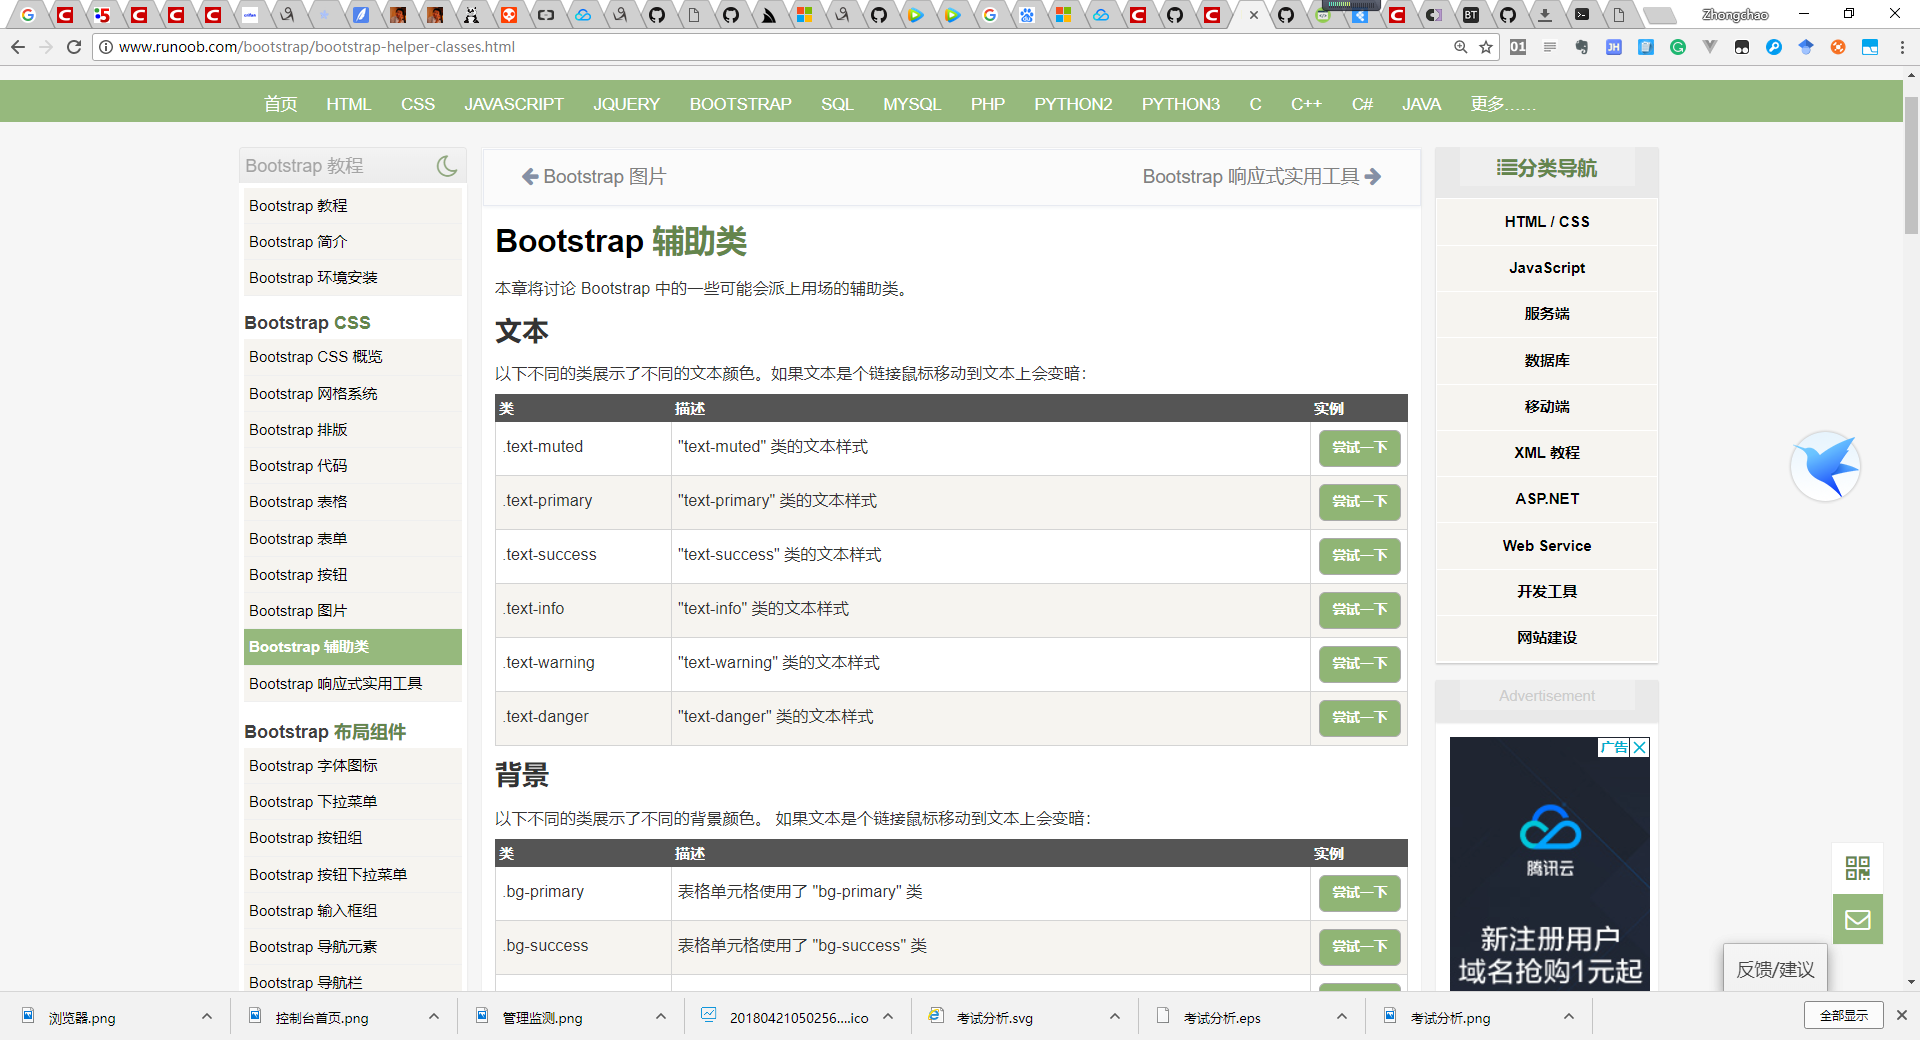 Zhongchao
www.runoob.com/bootstrap/bootstrap-helper-classes.html
首页 HTML CSS JAVASCRIPT JQUERY BOOTSTRAP SQL MYSQL PHP PYTHON2 PYTHON3 C C++ C# JAVA 更多......
Bootstrap 教程
Bootstrap 教程
Bootstrap 简介
Bootstrap 环境安装
Bootstrap CSS
Bootstrap CSS 概览
Bootstrap 网格系统
Bootstrap 排版
Bootstrap 代码
Bootstrap 表格
Bootstrap 表单
Bootstrap 按钮
Bootstrap 图片
Bootstrap 辅助类
Bootstrap 响应式实用工具
Bootstrap 布局组件
Bootstrap 字体图标
Bootstrap 下拉菜单
Bootstrap 按钮组
Bootstrap 按钮下拉菜单
Bootstrap 输入框组
Bootstrap 导航元素
Bootstrap 导航栏
Bootstrap 图片 Bootstrap 响应式实用工具
Bootstrap 辅助类
本章将讨论 Bootstrap 中的一些可能会派上用场的辅助类。
文本
以下不同的类展示了不同的文本颜色。如果文本是个链接鼠标移动到文本上会变暗：
类 描述 实例
.text-muted "text-muted" 类的文本样式 尝试一下
.text-primary "text-primary" 类的文本样式 尝试一下
.text-success "text-success" 类的文本样式 尝试一下
.text-info "text-info" 类的文本样式 尝试一下
.text-warning "text-warning" 类的文本样式 尝试一下
.text-danger "text-danger" 类的文本样式 尝试一下
背景
以下不同的类展示了不同的背景颜色。 如果文本是个链接鼠标移动到文本上会变暗：
类 描述 实例
.bg-primary 表格单元格使用了 "bg-primary" 类 尝试一下
.bg-success 表格单元格使用了 "bg-success" 类 尝试一下
分类导航
HTML / CSS
JavaScript
服务端
数据库
移动端
XML 教程
ASP.NET
Web Service
开发工具
网站建设
Advertisement
广告
腾讯云
新注册用户
域名抢购1元起
反馈/建议
浏览器.png 控制台首页.png 管理监测.png 20180421050256....ico 考试分析.svg 考试分析.eps 考试分析.png 全部显示